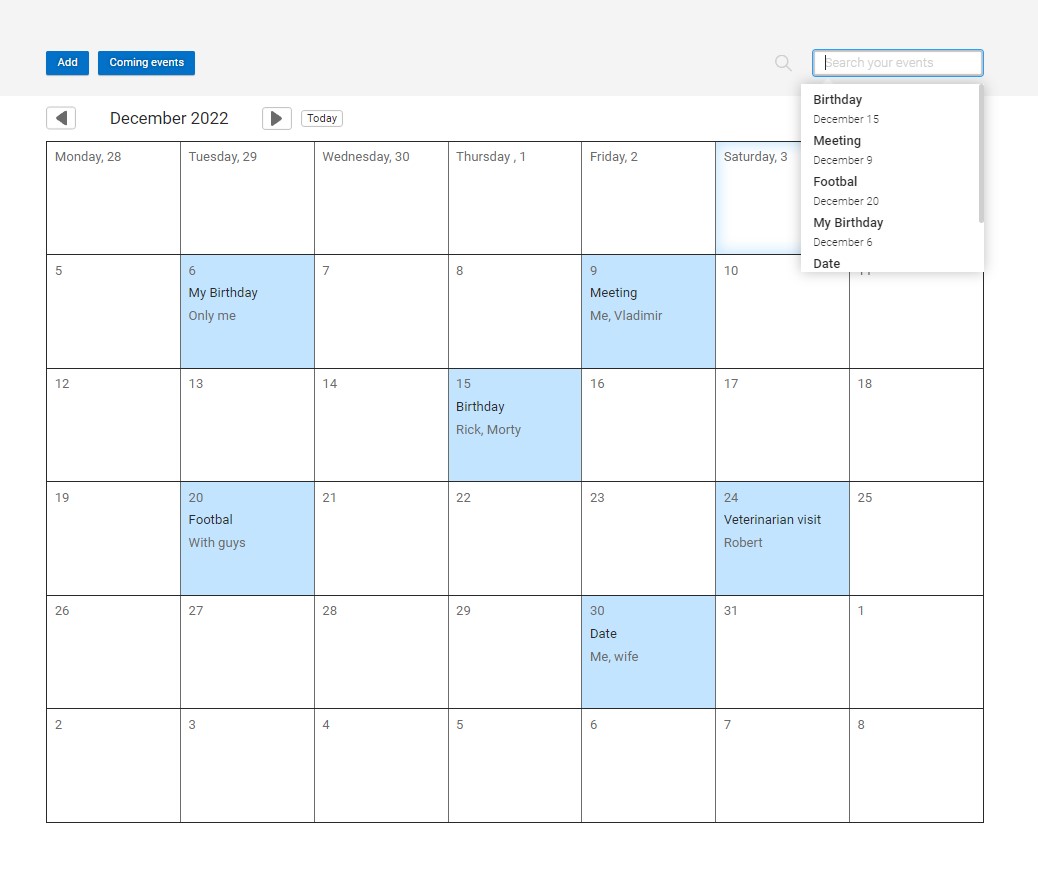 Add
Coming events
Search your events
December 2022
Today
Birthday
December 15
Meeting
December 9
Footbal
December 20
My Birthday
December 6
Date
Monday, 28
Tuesday, 29
Wednesday, 30
Thursday , 1
Friday, 2
Saturday, 3
5
6
My Birthday
Only me
7
8
9
Meeting
Me, Vladimir
10
12
13
14
15
Birthday
Rick, Morty
16
17
18
19
20
Footbal
With guys
21
22
23
24
Veterinarian visit
Robert
25
26
27
28
29
30
Date
Me, wife
31
1
2
3
4
5
6
7
8